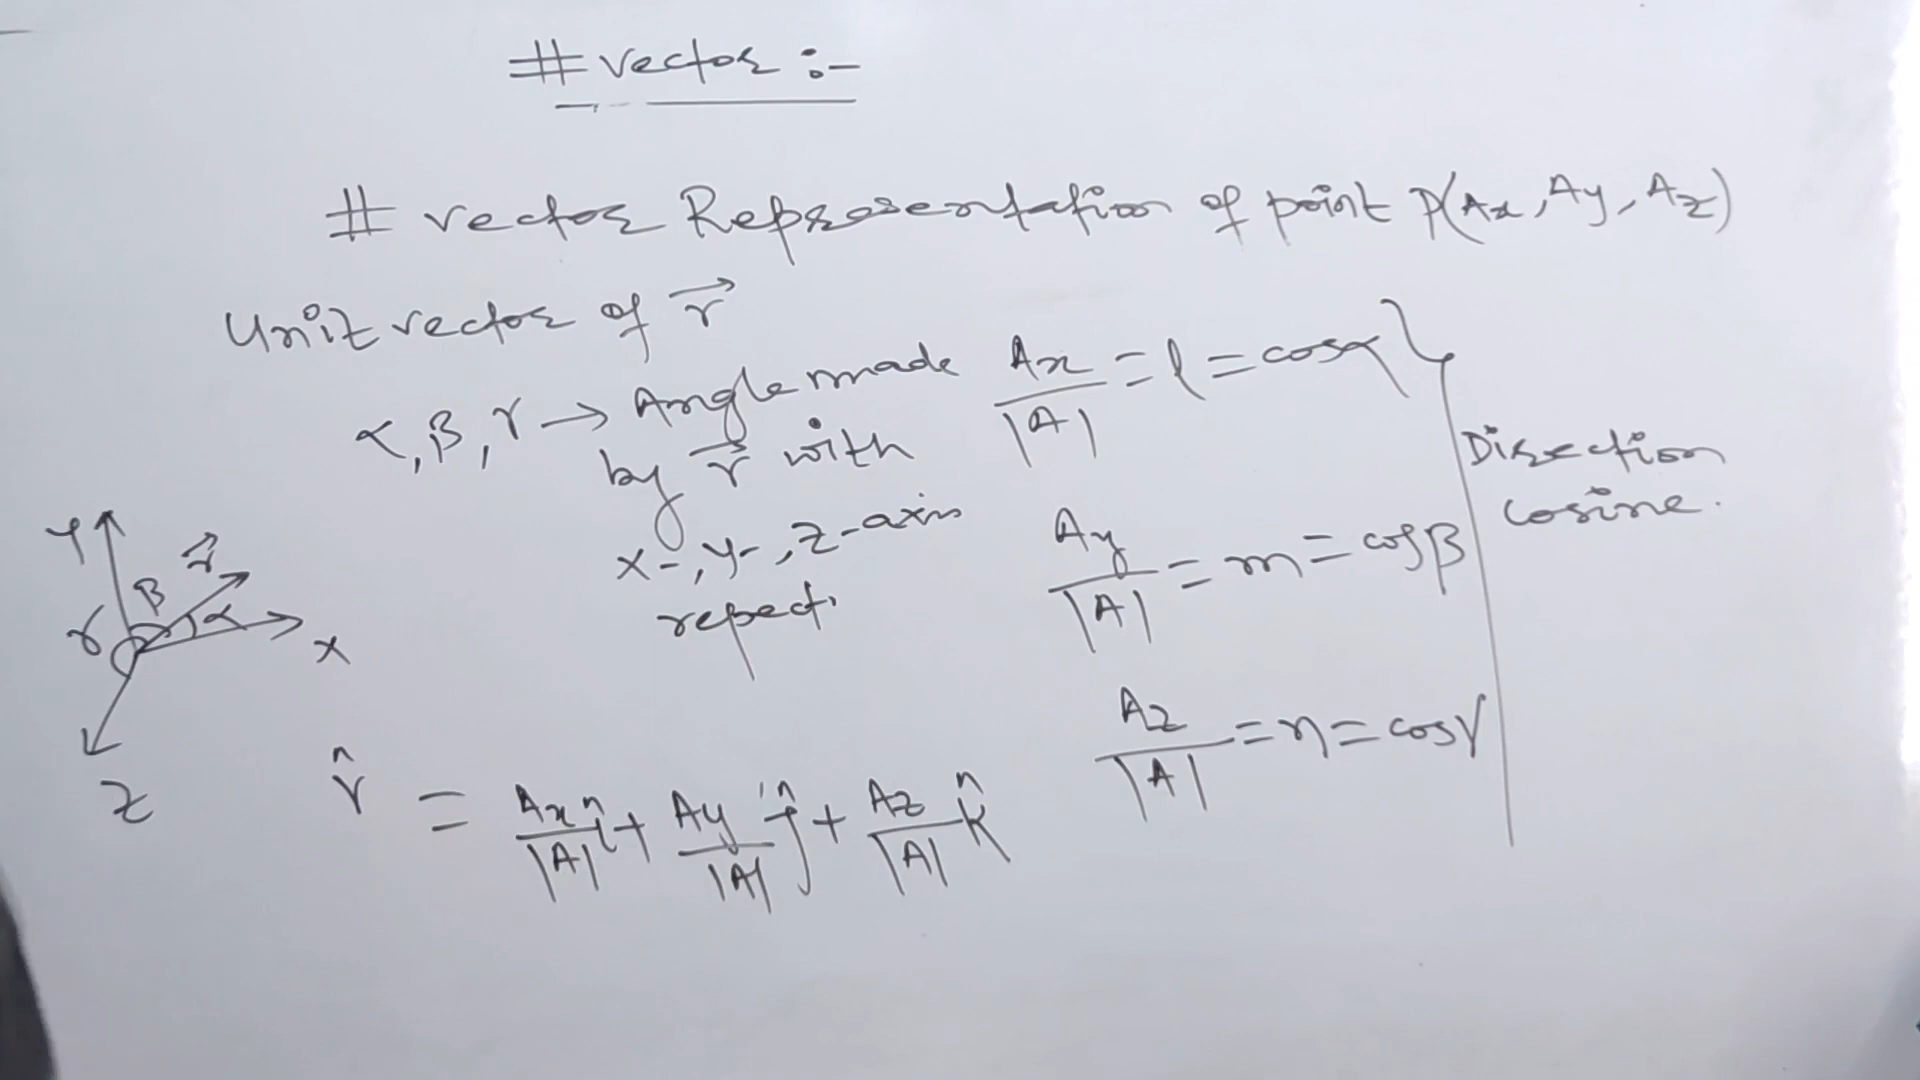 # vector :-
# vector Representation of point P(Ax, Ay, Az)
Unit vector of r⃗
α, β, γ → Angle made
by r⃗ with
x-, y-, z-axis
repect.
Ax/|A| = l = cosα
Ay/|A| = m = cosβ
Az/|A| = n = cosγ
Direction
cosine.
y
β r⃗
γ α
x
z
r̂ = Ax/|A| î + Ay/|A| ĵ + Az/|A| k̂